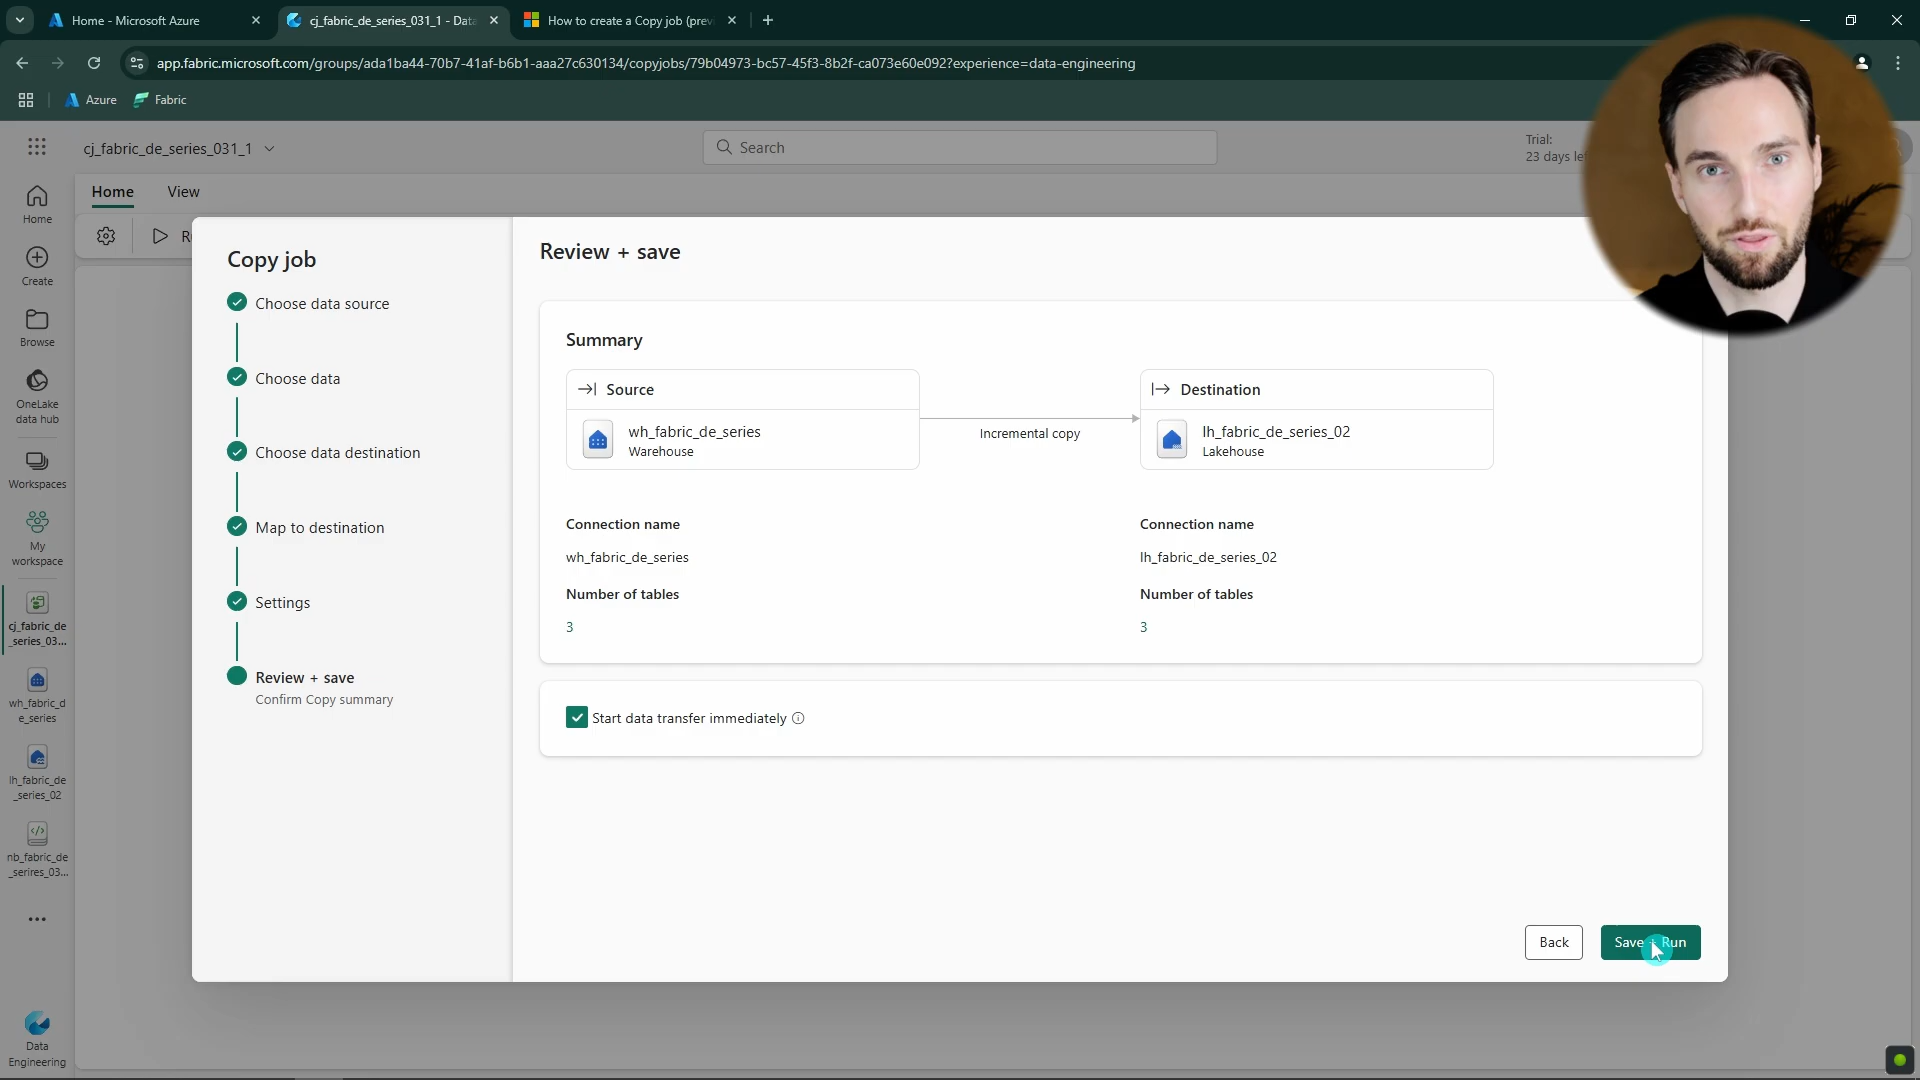 Home - Microsoft Azure
cj_fabric_de_series_031_1 - Data
How to create a Copy job (prev
app.fabric.microsoft.com/groups/ada1ba44-70b7-41af-b6b1-aaa27c630134/copyjobs/79b04973-bc57-45f3-8b2f-ca073e60e092?experience=data-engineering
Azure
Fabric
cj_fabric_de_series_031_1
Search
Trial:
23 days lef
Home
View
Home
Create
Browse
OneLake
data hub
Workspaces
My
workspace
cj_fabric_de
_series_03...
wh_fabric_d
e_series
lh_fabric_de
_series_02
nb_fabric_de
_serires_03...
Data
Engineering
Copy job
Choose data source
Choose data
Choose data destination
Map to destination
Settings
Review + save
Confirm Copy summary
Review + save
Summary
Source
wh_fabric_de_series
Warehouse
Incremental copy
Destination
lh_fabric_de_series_02
Lakehouse
Connection name
wh_fabric_de_series
Number of tables
3
Connection name
lh_fabric_de_series_02
Number of tables
3
Start data transfer immediately
Back
Save + Run